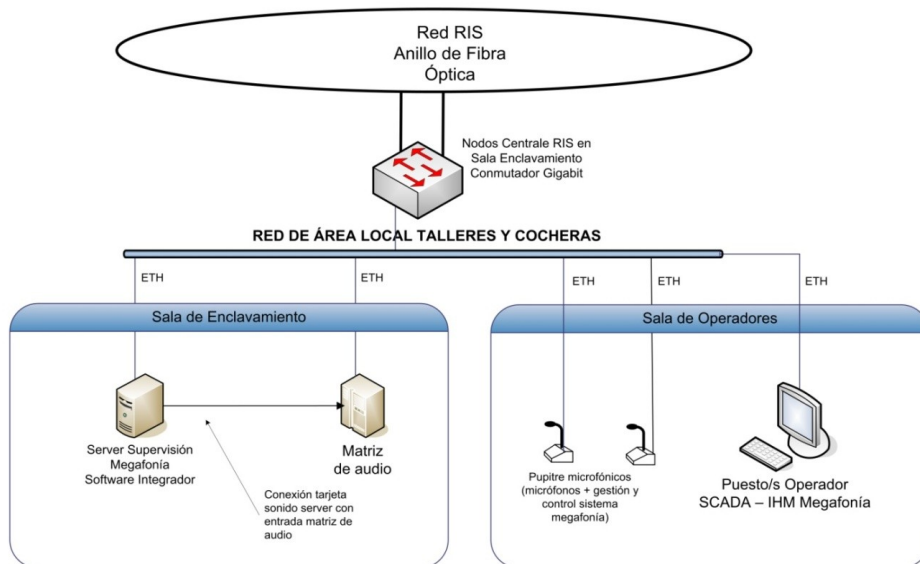 Red RIS
Anillo de Fibra
Óptica
Nodos Centrale RIS en
Sala Enclavamiento
Conmutador Gigabit
RED DE ÁREA LOCAL TALLERES Y COCHERAS
ETH
ETH
ETH
ETH
ETH
Sala de Enclavamiento
Sala de Operadores
Server Supervisión
Megafonía
Software Integrador
Matriz
de audio
Conexión tarjeta
sonido server con
entrada matriz de
audio
Pupitre microfónicos
(micrófonos + gestión y
control sistema
megafonía)
Puesto/s Operador
SCADA – IHM Megafonía